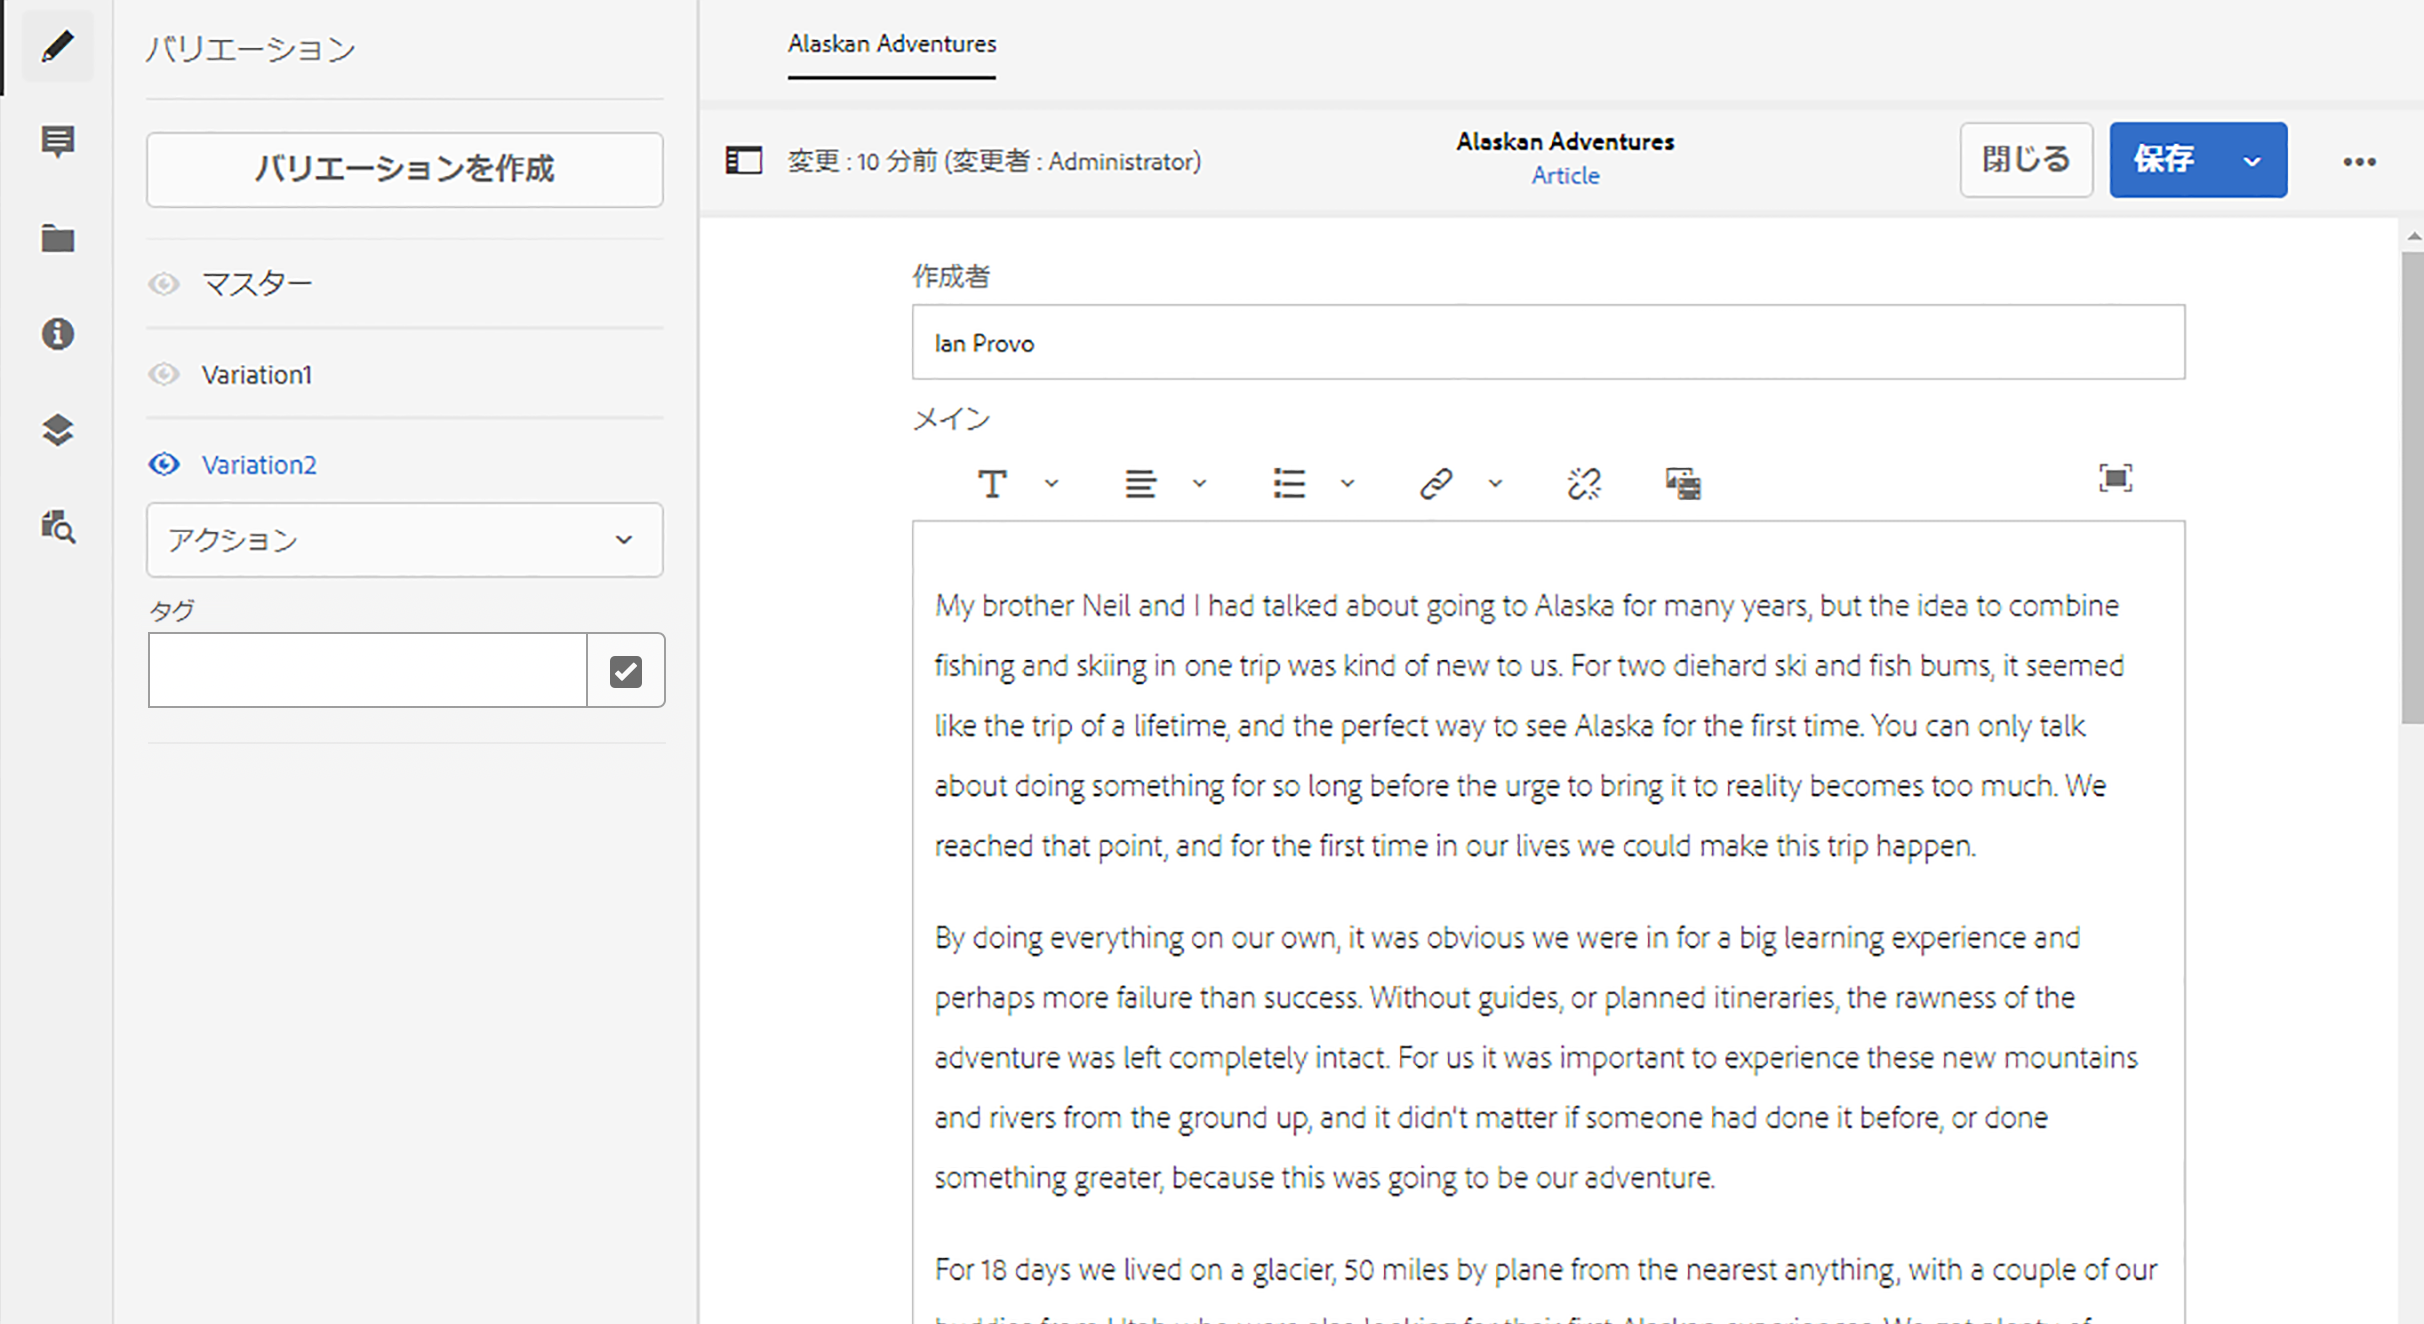 バリエーション
バリエーションを作成
マスター
Variation1
Variation2
アクション
タグ
Alaskan Adventures
変更 : 10 分前 (変更者 : Administrator)
Alaskan Adventures
Article
閉じる
保存
作成者
Ian Provo
メイン
My brother Neil and I had talked about going to Alaska for many years, but the idea to combine
fishing and skiing in one trip was kind of new to us. For two diehard ski and fish bums, it seemed
like the trip of a lifetime, and the perfect way to see Alaska for the first time. You can only talk
about doing something for so long before the urge to bring it to reality becomes too much. We
reached that point, and for the first time in our lives we could make this trip happen.
By doing everything on our own, it was obvious we were in for a big learning experience and
perhaps more failure than success. Without guides, or planned itineraries, the rawness of the
adventure was left completely intact. For us it was important to experience these new mountains
and rivers from the ground up, and it didn't matter if someone had done it before, or done
something greater, because this was going to be our adventure.
For 18 days we lived on a glacier, 50 miles by plane from the nearest anything, with a couple of our